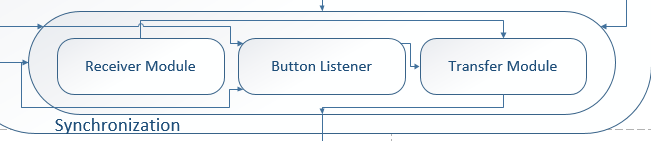 Receiver Module
Button Listener
Transfer Module
Synchronization